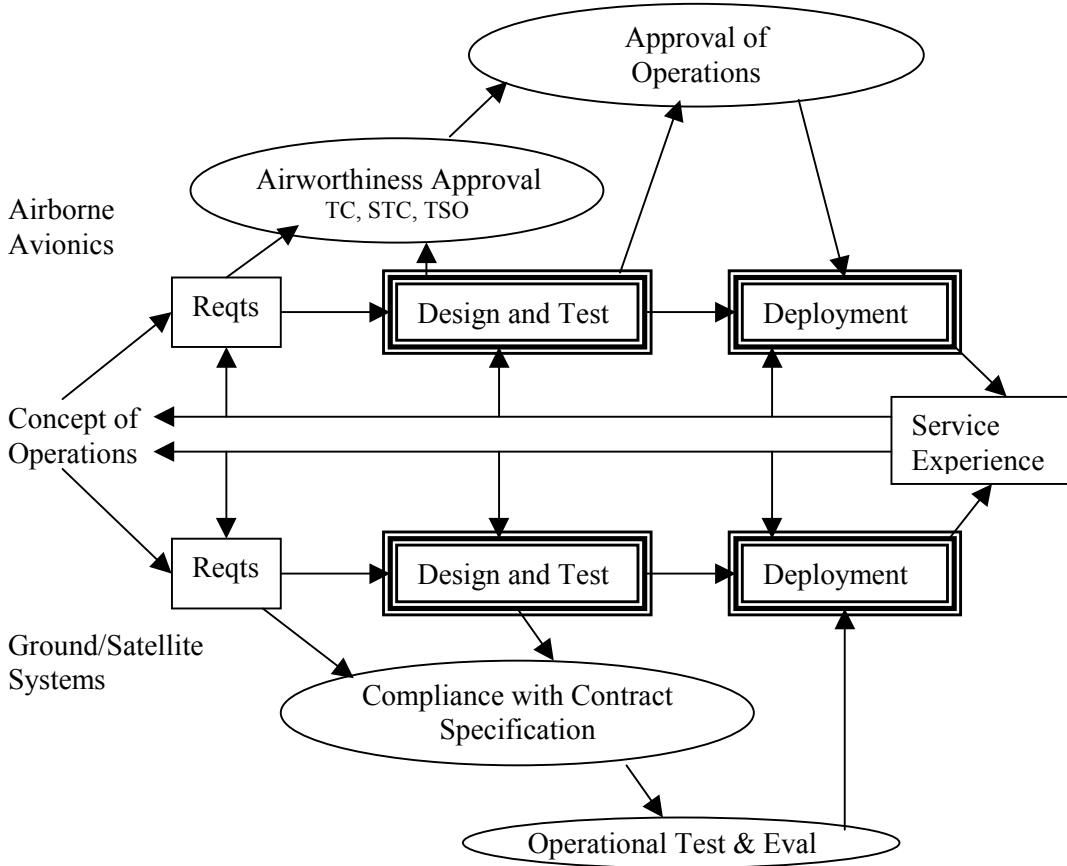 Approval of
Operations
Airworthiness Approval
TC, STC, TSO
Airborne
Avionics
Reqts
Design and Test
Deployment
Concept of
Operations
Service
Experience
Reqts
Design and Test
Deployment
Ground/Satellite
Systems
Compliance with Contract
Specification
Operational Test & Eval